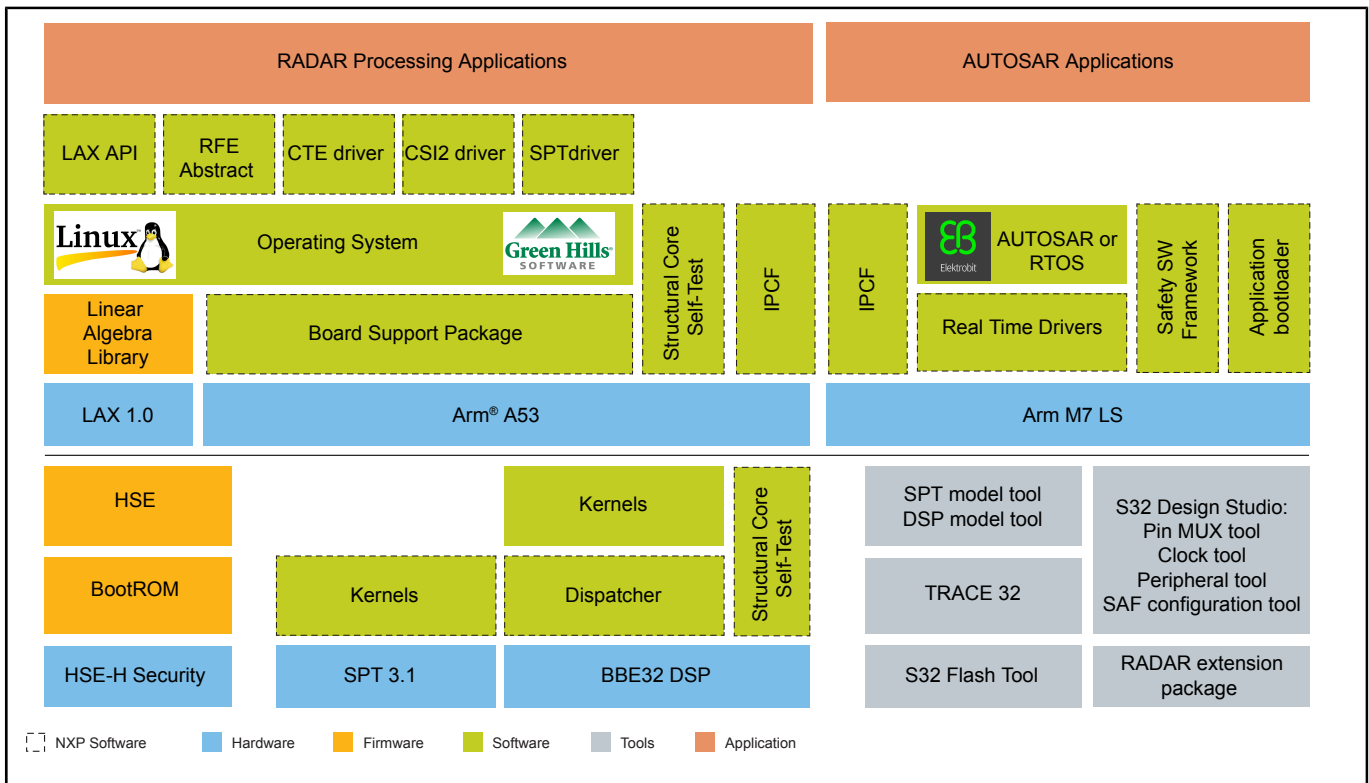 RADAR Processing Applications
AUTOSAR Applications
LAX API
RFE
Abstract
CTE driver
CSI2 driver
SPTdriver
Linux™
Operating System
Green Hills®
SOFTWARE
Structural Core
Self-Test
IPCF
IPCF
EB
Elektrobit
AUTOSAR or
RTOS
Safety SW
Framework
Application
bootloader
Linear
Algebra
Library
Board Support Package
Real Time Drivers
LAX 1.0
Arm® A53
Arm M7 LS
HSE
Kernels
Structural Core
Self-Test
SPT model tool
DSP model tool
S32 Design Studio:
Pin MUX tool
Clock tool
Peripheral tool
SAF configuration tool
BootROM
Kernels
Dispatcher
TRACE 32
HSE-H Security
SPT 3.1
BBE32 DSP
S32 Flash Tool
RADAR extension
package
NXP Software
Hardware
Firmware
Software
Tools
Application